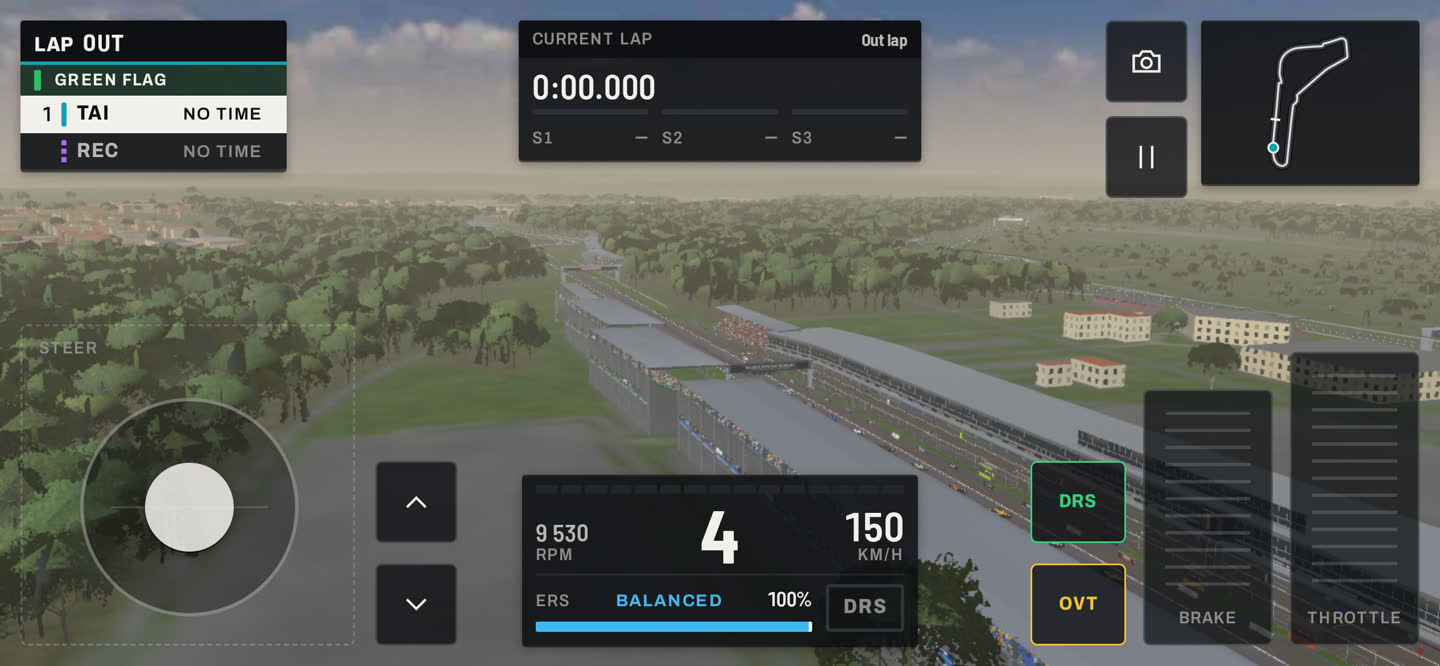 LAP OUT
GREEN FLAG
1 TAI NO TIME
REC NO TIME
CURRENT LAP Out lap
0:00.000
S1 — S2 — S3 —
STEER
9 530
RPM
4
150
KM/H
ERS BALANCED 100% DRS
DRS
OVT
BRAKE
THROTTLE